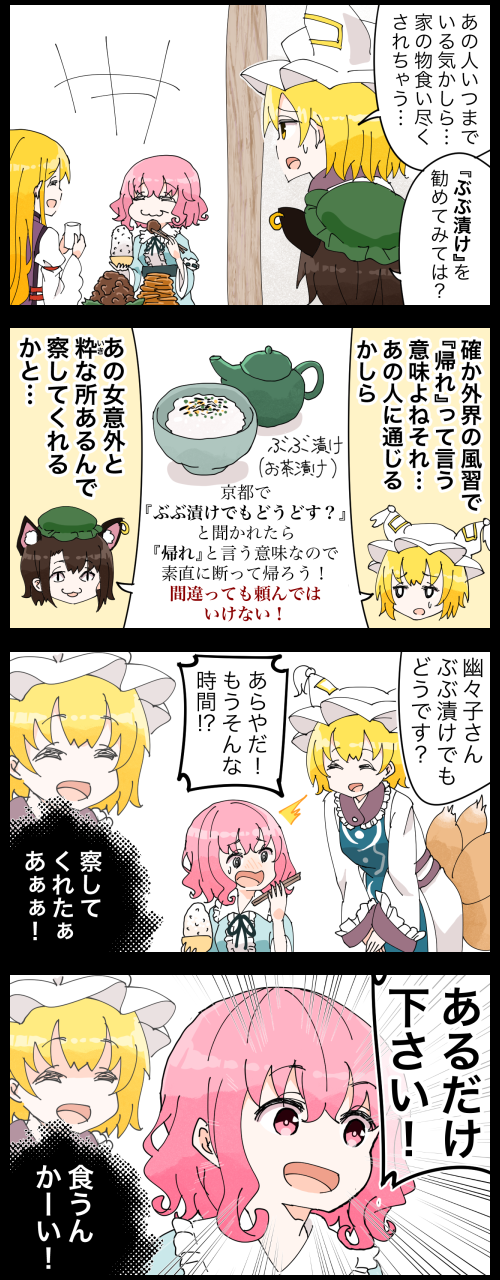 あの人いつまで
いる気かしら…
家の物食い尽く
されちゃう…
『ぶぶ漬け』を
勧めてみては？
確か外界の風習で
『帰れ』って言う
意味よねそれ…
あの人に通じる
かしら
ぶぶ漬け
(お茶漬け)
京都で
『ぶぶ漬けでもどうどす？』
と聞かれたら
『帰れ』と言う意味なので
素直に断って帰ろう！
間違っても頼んでは
いけない！
あの女意外と
粋な所あるんで
いき
察してくれる
かと…
幽々子さん
ぶぶ漬けでも
どうです？
あらやだ！
もうそんな
時間!?
察して
くれたぁ
あぁぁ！
あるだけ
下さい！
食うん
かーい！